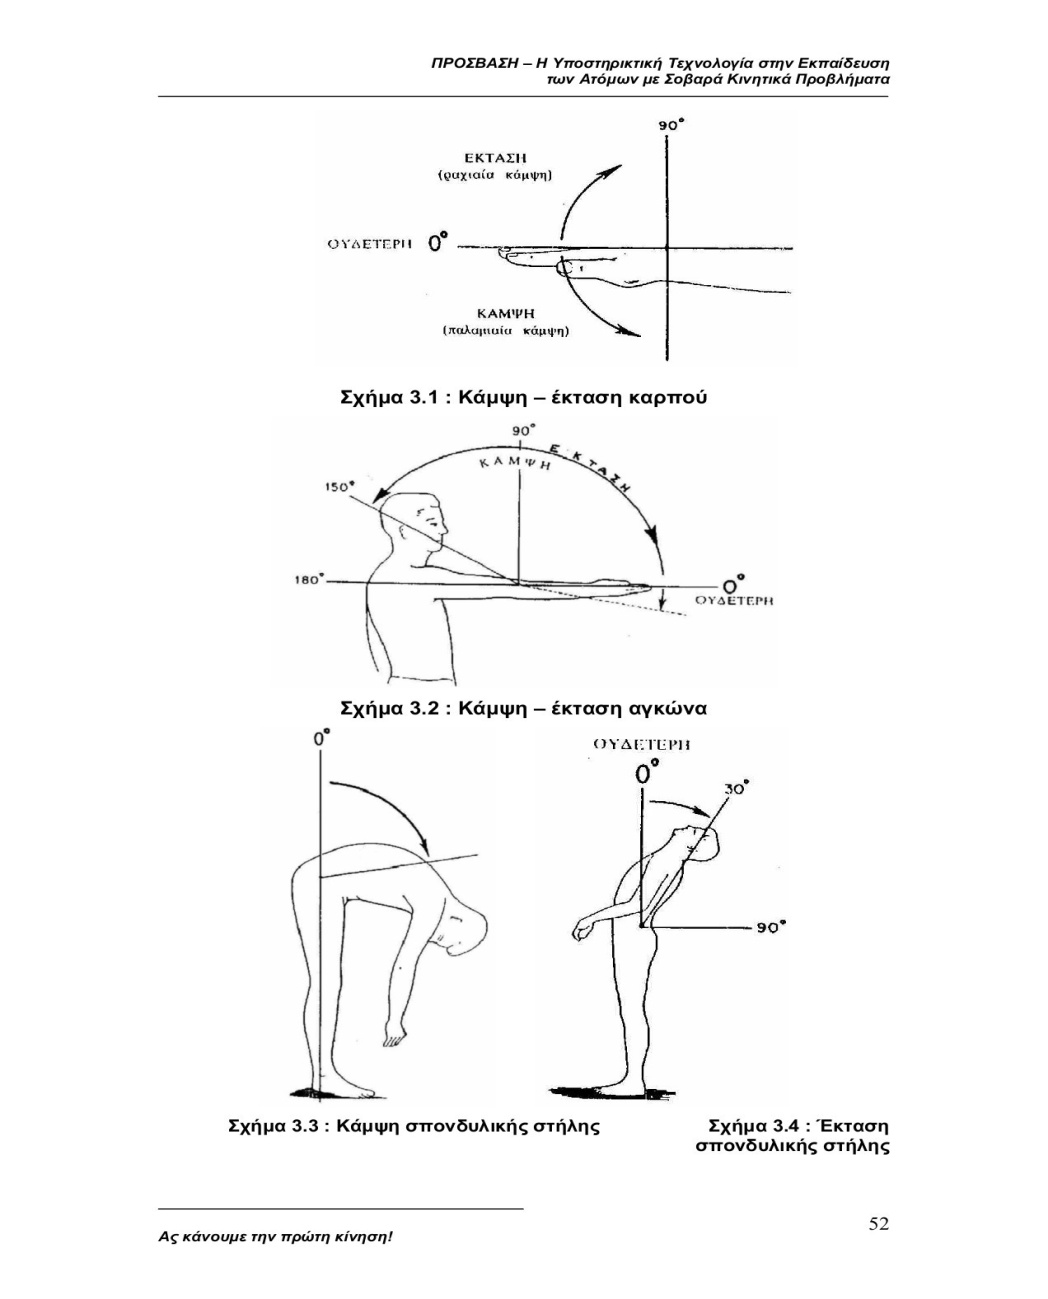 ΠΡΟΣΒΑΣΗ – Η Υποστηρικτική Τεχνολογία στην Εκπαίδευση
των Ατόμων με Σοβαρά Κινητικά Προβλήματα
90°
ΕΚΤΑΣΗ
(ραχιαία κάμψη)
ΟΥΔΕΤΕΡΗ 0°
ΚΑΜΨΗ
(παλαμιαία κάμψη)
Σχήμα 3.1 : Κάμψη – έκταση καρπού
90°
ΕΚΤΑΣΗ
ΚΑΜΨΗ
150°
180°
0°
ΟΥΔΕΤΕΡΗ
Σχήμα 3.2 : Κάμψη – έκταση αγκώνα
0°
ΟΥΔΕΤΕΡΗ
0°
30°
90°
Σχήμα 3.3 : Κάμψη σπονδυλικής στήλης
Σχήμα 3.4 : Έκταση
σπονδυλικής στήλης
52
Ας κάνουμε την πρώτη κίνηση!